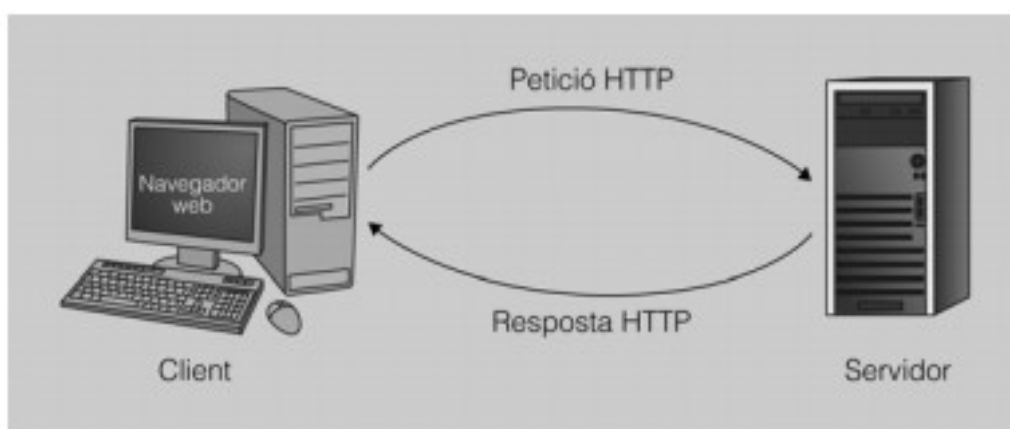 Petició HTTP
Navegador
web
Resposta HTTP
Client
Servidor